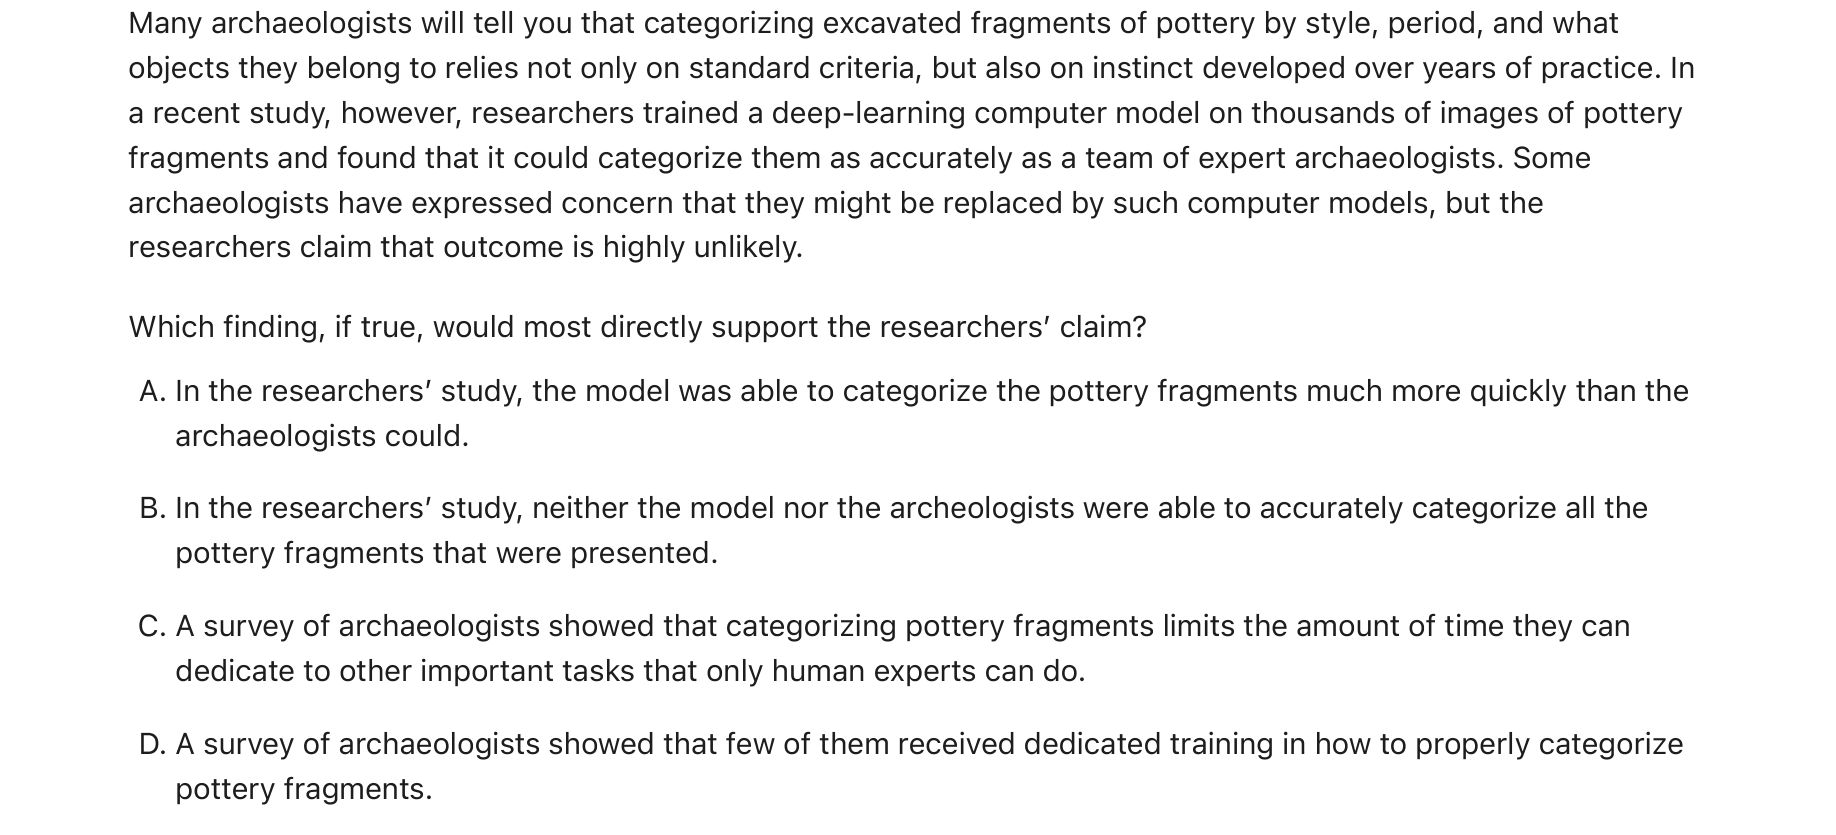 Many archaeologists will tell you that categorizing excavated fragments of pottery by style, period, and what
objects they belong to relies not only on standard criteria, but also on instinct developed over years of practice. In
a recent study, however, researchers trained a deep-learning computer model on thousands of images of pottery
fragments and found that it could categorize them as accurately as a team of expert archaeologists. Some
archaeologists have expressed concern that they might be replaced by such computer models, but the
researchers claim that outcome is highly unlikely.
Which finding, if true, would most directly support the researchers’ claim?
A. In the researchers’ study, the model was able to categorize the pottery fragments much more quickly than the
archaeologists could.
B. In the researchers’ study, neither the model nor the archeologists were able to accurately categorize all the
pottery fragments that were presented.
C. A survey of archaeologists showed that categorizing pottery fragments limits the amount of time they can
dedicate to other important tasks that only human experts can do.
D. A survey of archaeologists showed that few of them received dedicated training in how to properly categorize
pottery fragments.